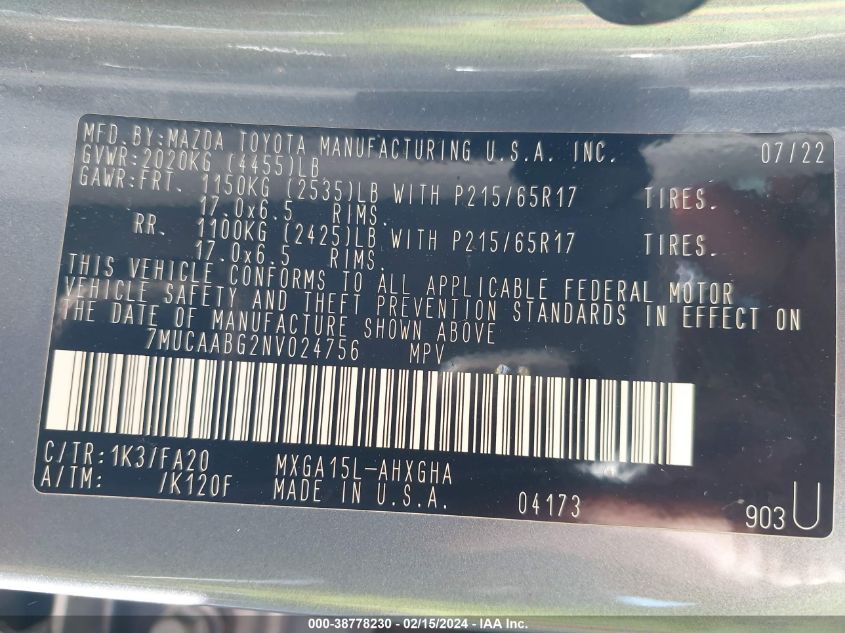 MFD.BY:MAZDA TOYOTA MANUFACTURING U.S.A. INC. 07/22
GVWR:2020KG (4455)LB
GAWR:FRT. 1150KG (2535)LB WITH P215/65R17 TIRES.
17.0x6.5 RIMS.
RR. 1100KG (2425)LB WITH P215/65R17 TIRES.
17.0x6.5 RIMS.
THIS VEHICLE CONFORMS TO ALL APPLICABLE FEDERAL MOTOR
VEHICLE SAFETY AND THEFT PREVENTION STANDARDS IN EFFECT ON
THE DATE OF MANUFACTURE SHOWN ABOVE
7MUCAABG2NV024756 MPV
C/TR:1K3/FA20 MXGA15L-AHXGHA
A/TM: /K120F MADE IN U.S.A. 04173 903 U
000-38778230 - 02/15/2024 - IAA Inc.